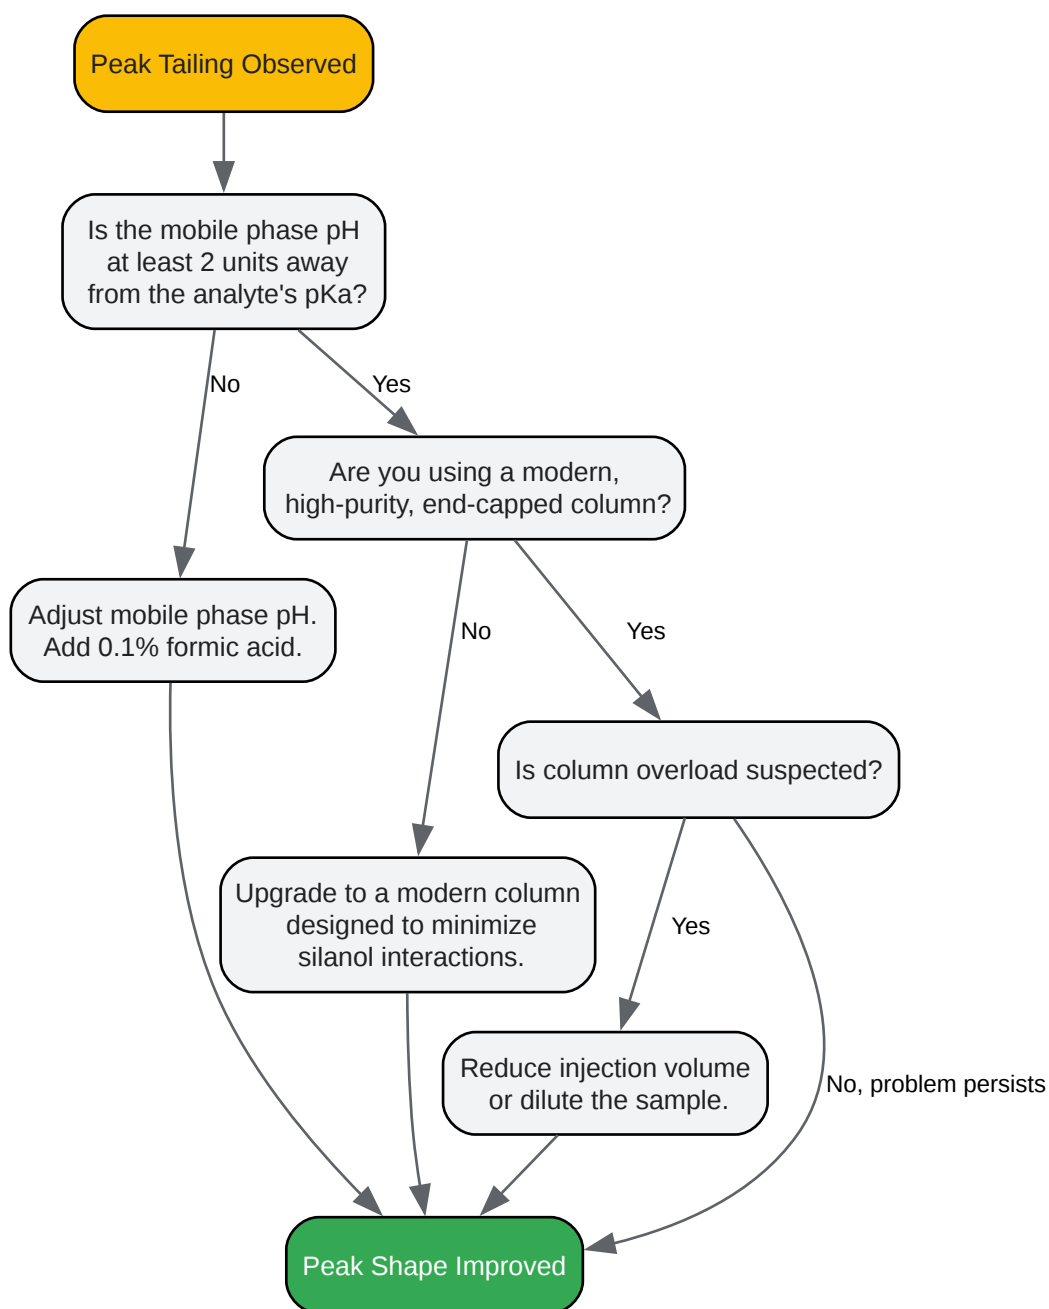 Peak Tailing Observed
Is the mobile phase pH
at least 2 units away
from the analyte's pKa?
No
Yes
Are you using a modern,
high-purity, end-capped column?
Adjust mobile phase pH.
Add 0.1% formic acid.
No
Yes
Is column overload suspected?
Upgrade to a modern column
designed to minimize
silanol interactions.
Yes
Reduce injection volume
or dilute the sample.
No, problem persists
Peak Shape Improved